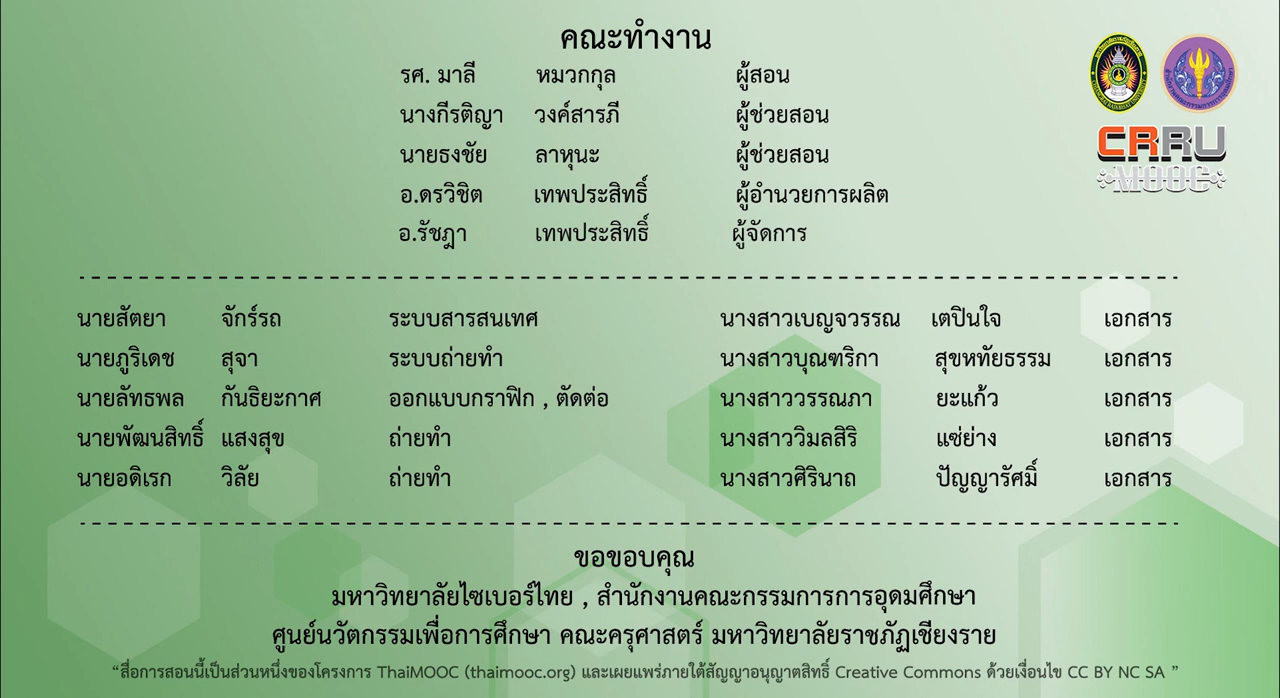 คณะทำงาน
รศ. มาลี หมวกกุล ผู้สอน
นางกีรติญา วงค์สารภี ผู้ช่วยสอน
นายธงชัย ลาหุนะ ผู้ช่วยสอน
อ.ดรวิชิต เทพประสิทธิ์ ผู้อำนวยการผลิต
อ.รัชฎา เทพประสิทธิ์ ผู้จัดการ
CRRU
MOOC
นายสัตยา จักร์รถ ระบบสารสนเทศ นางสาวเบญจวรรณ เตปินใจ เอกสาร
นายภูริเดช สุจา ระบบถ่ายทำ นางสาวบุณฑริกา สุขหทัยธรรม เอกสาร
นายลัทธพล กันธิยะกาศ ออกแบบกราฟิก , ตัดต่อ นางสาววรรณภา ยะแก้ว เอกสาร
นายพัฒนสิทธิ์ แสงสุข ถ่ายทำ นางสาววิมลสิริ แซ่ย่าง เอกสาร
นายอดิเรก วิลัย ถ่ายทำ นางสาวศิรินาถ ปัญญารัศมิ์ เอกสาร
ขอขอบคุณ
มหาวิทยาลัยไซเบอร์ไทย , สำนักงานคณะกรรมการการอุดมศึกษา
ศูนย์นวัตกรรมเพื่อการศึกษา คณะครุศาสตร์ มหาวิทยาลัยราชภัฏเชียงราย
“สื่อการสอนนี้เป็นส่วนหนึ่งของโครงการ ThaiMOOC (thaimooc.org) และเผยแพร่ภายใต้สัญญาอนุญาตสิทธิ์ Creative Commons ด้วยเงื่อนไข CC BY NC SA ”